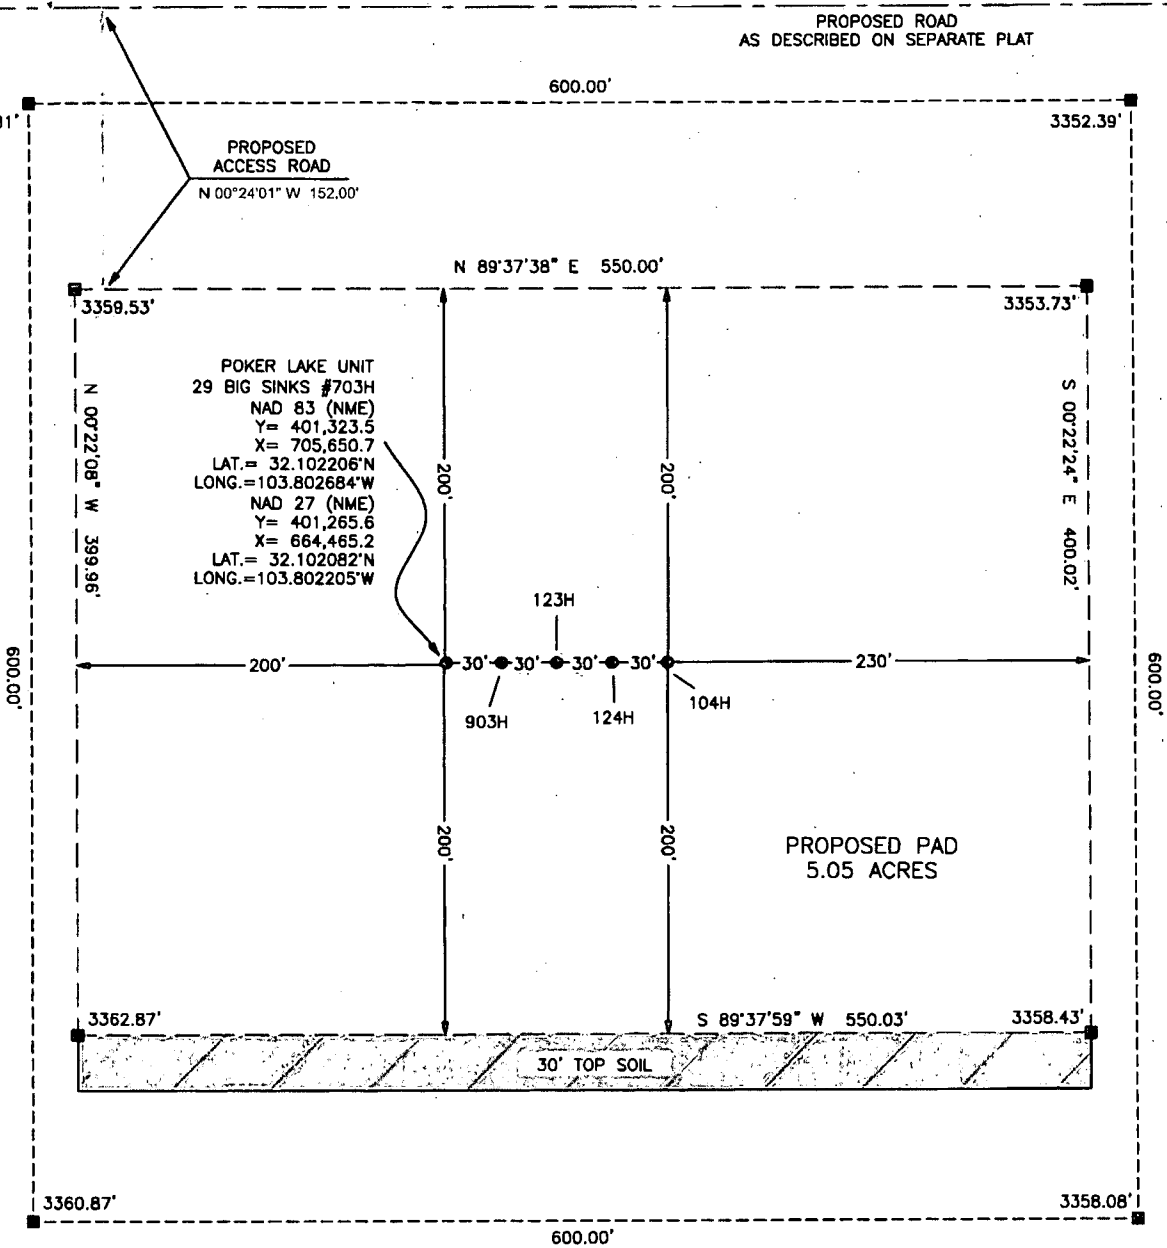 PROPOSED ROAD
AS DESCRIBED ON SEPARATE PLAT
600.00'
3352.39'
PROPOSED
ACCESS ROAD
N 00°24'01" W 152.00'
N 89°37'38" E 550.00'
3359.53'
3353.73'
POKER LAKE UNIT
29 BIG SINKS #703H
NAD 83 (NME)
Y= 401,323.5
X= 705,650.7
LAT.= 32.102206°N
LONG.=103.802684°W
NAD 27 (NME)
Y= 401,265.6
X= 664,465.2
LAT.= 32.102082°N
LONG.=103.802205°W
N 00°22'08" W 399.96'
S 00°22'24" E 400.02'
200'
200'
123H
600.00'
200'
30'
30'
30'
30'
230'
600.00'
903H
124H
104H
200'
200'
PROPOSED PAD
5.05 ACRES
3362.87'
S 89°37'59" W 550.03'
3358.43'
30' TOP SOIL
3360.87'
3358.08'
600.00'